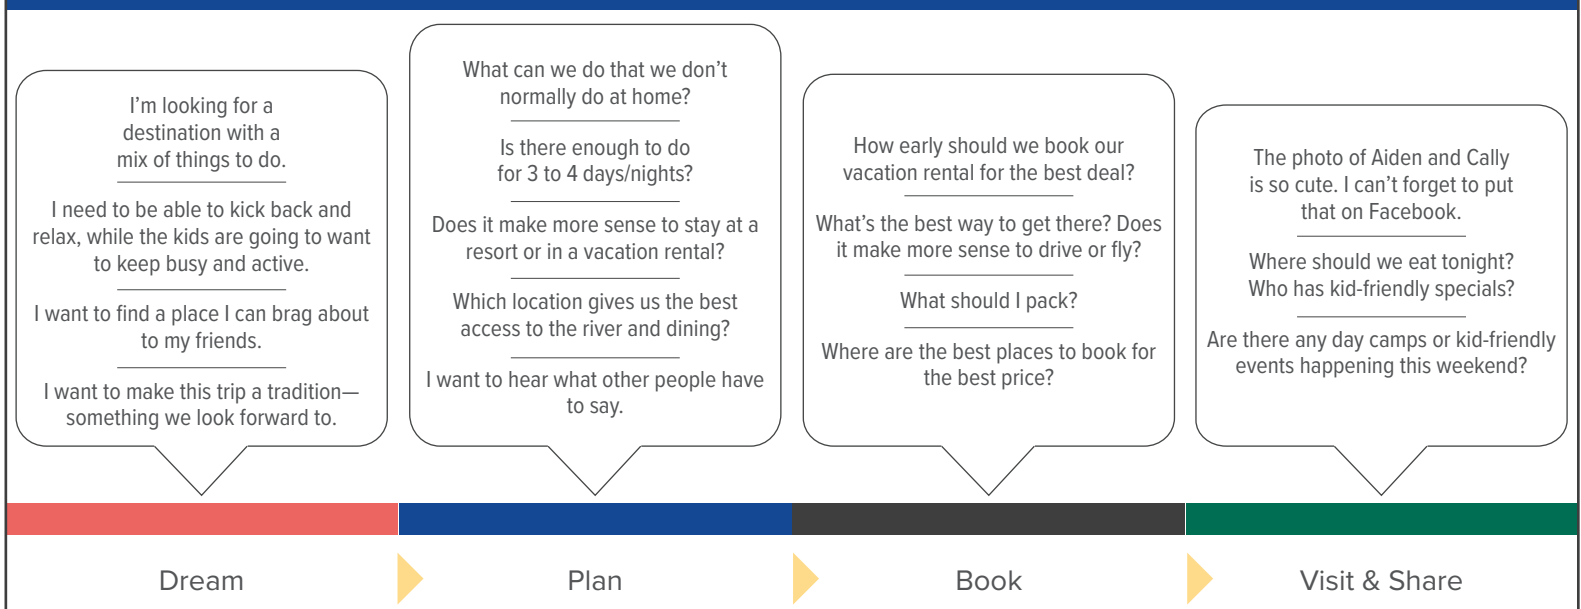 I'm looking for a
destination with a
mix of things to do.
I need to be able to kick back and
relax, while the kids are going to want
to keep busy and active.
I want to find a place I can brag about
to my friends.
I want to make this trip a tradition—
something we look forward to.
What can we do that we don't
normally do at home?
Is there enough to do
for 3 to 4 days/nights?
Does it make more sense to stay at a
resort or in a vacation rental?
Which location gives us the best
access to the river and dining?
I want to hear what other people have
to say.
How early should we book our
vacation rental for the best deal?
What's the best way to get there? Does
it make more sense to drive or fly?
What should I pack?
Where are the best places to book for
the best price?
The photo of Aiden and Cally
is so cute. I can't forget to put
that on Facebook.
Where should we eat tonight?
Who has kid-friendly specials?
Are there any day camps or kid-friendly
events happening this weekend?
Dream
Plan
Book
Visit & Share